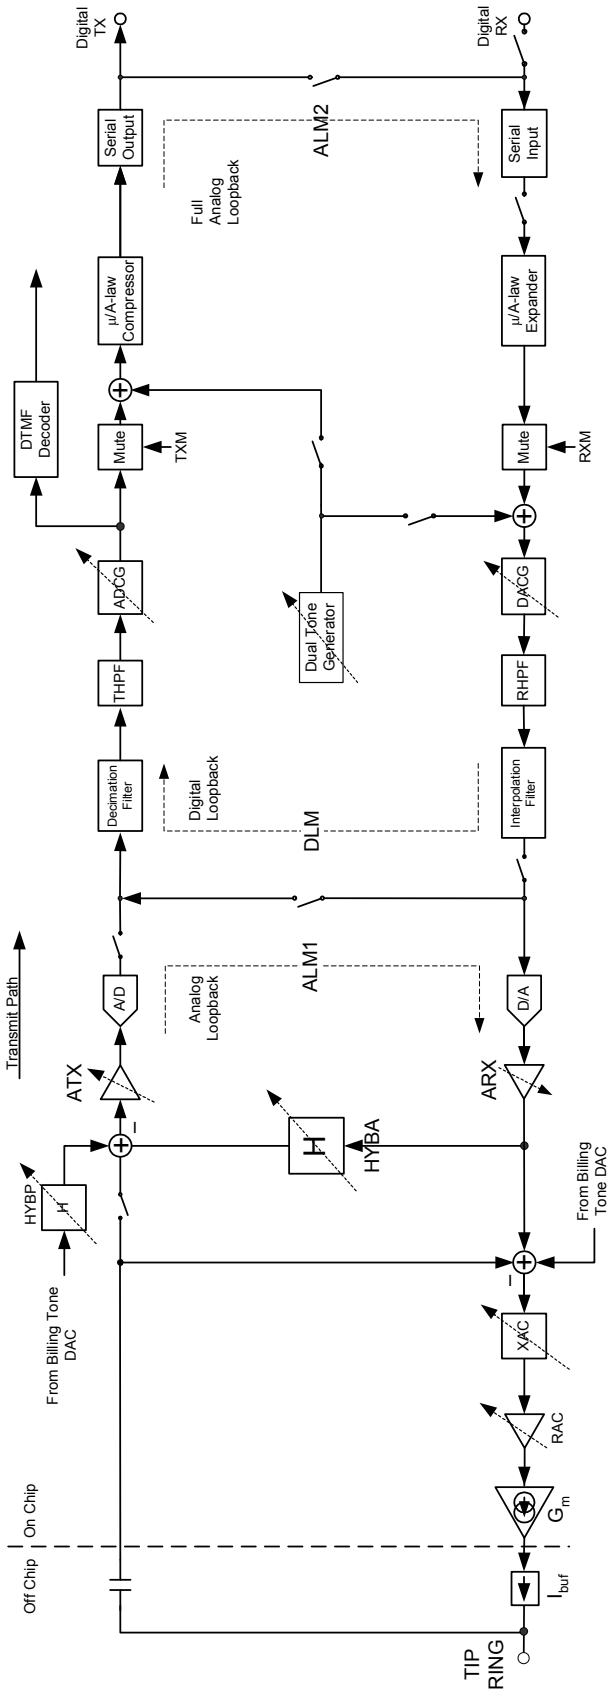 Off Chip
On Chip
TIP
RING
I buf
G m
RAC
XAC
From Billing Tone
DAC
HYBP
H
–
ATX
A/D
Transmit Path
H
HYBA
–
From Billing
Tone DAC
ARX
D/A
Analog
Loopback
ALM1
Decimation
Filter
THPF
ADCG
Digital
Loopback
DLM
Interpolation
Filter
RHPF
DACG
Dual Tone
Generator
DTMF
Decoder
Mute
TXM
Mute
RXM
μ/A-law
Compressor
μ/A-law
Expander
Full
Analog
Loopback
ALM2
Serial
Output
Serial
Input
Digital
TX
Digital
RX